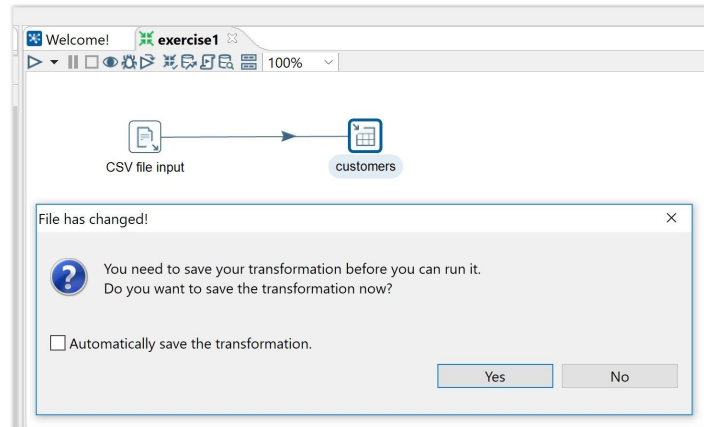 Welcome!
exercise1
100%
CSV file input
customers
File has changed!
You need to save your transformation before you can run it.
Do you want to save the transformation now?
Automatically save the transformation.
Yes
No